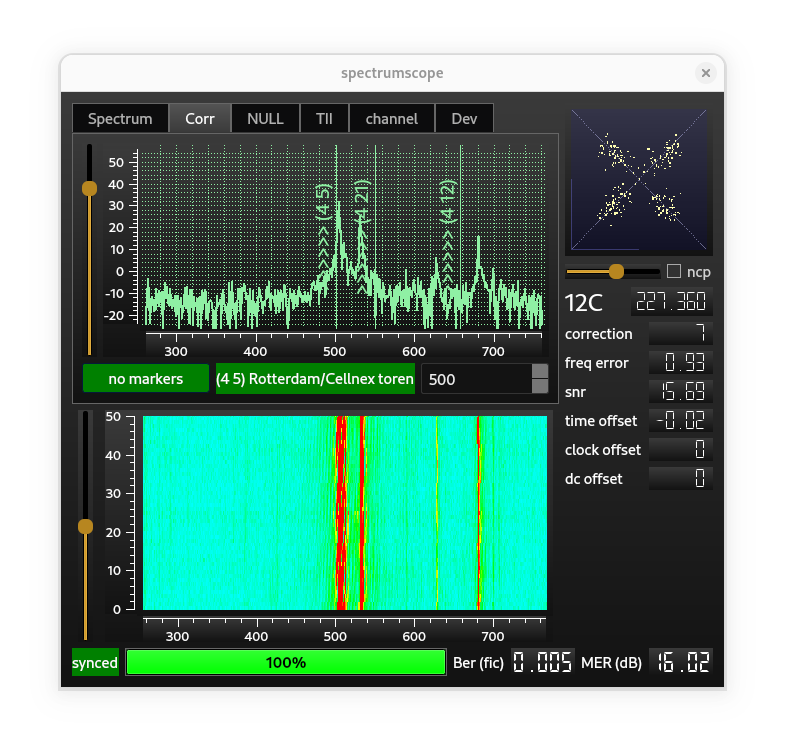 spectrumscope
Spectrum Corr NULL TII channel Dev
50
40
30
20
10
0
-10
-20
>>>>>> (4 5)
>>>>>>>> (4 21)
>>>>>>> (4 12)
300 400 500 600 700
no markers (4 5) Rotterdam/Cellnex toren 500
ncp
12C 227.360
correction 7
freq error 0.93
snr 15.69
time offset -0.02
clock offset 0
dc offset 0
50
40
30
20
10
0
300 400 500 600 700
synced 100% Ber (fic) 0.005 MER (dB) 16.02